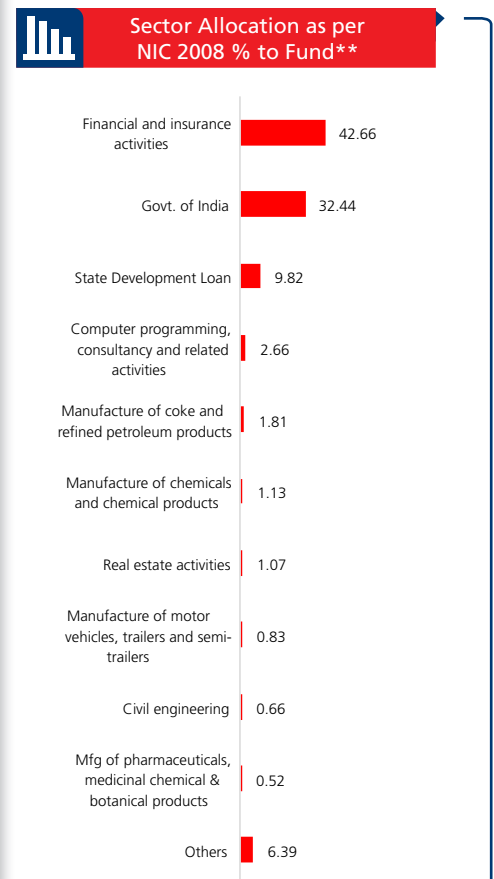 Sector Allocation as per
NIC 2008 % to Fund**
Financial and insurance
activities
42.66
Govt. of India
32.44
State Development Loan
9.82
Computer programming,
consultancy and related
activities
2.66
Manufacture of coke and
refined petroleum products
1.81
Manufacture of chemicals
and chemical products
1.13
Real estate activities
1.07
Manufacture of motor
vehicles, trailers and semi-
trailers
0.83
Civil engineering
0.66
Mfg of pharmaceuticals,
medicinal chemical &
botanical products
0.52
Others
6.39